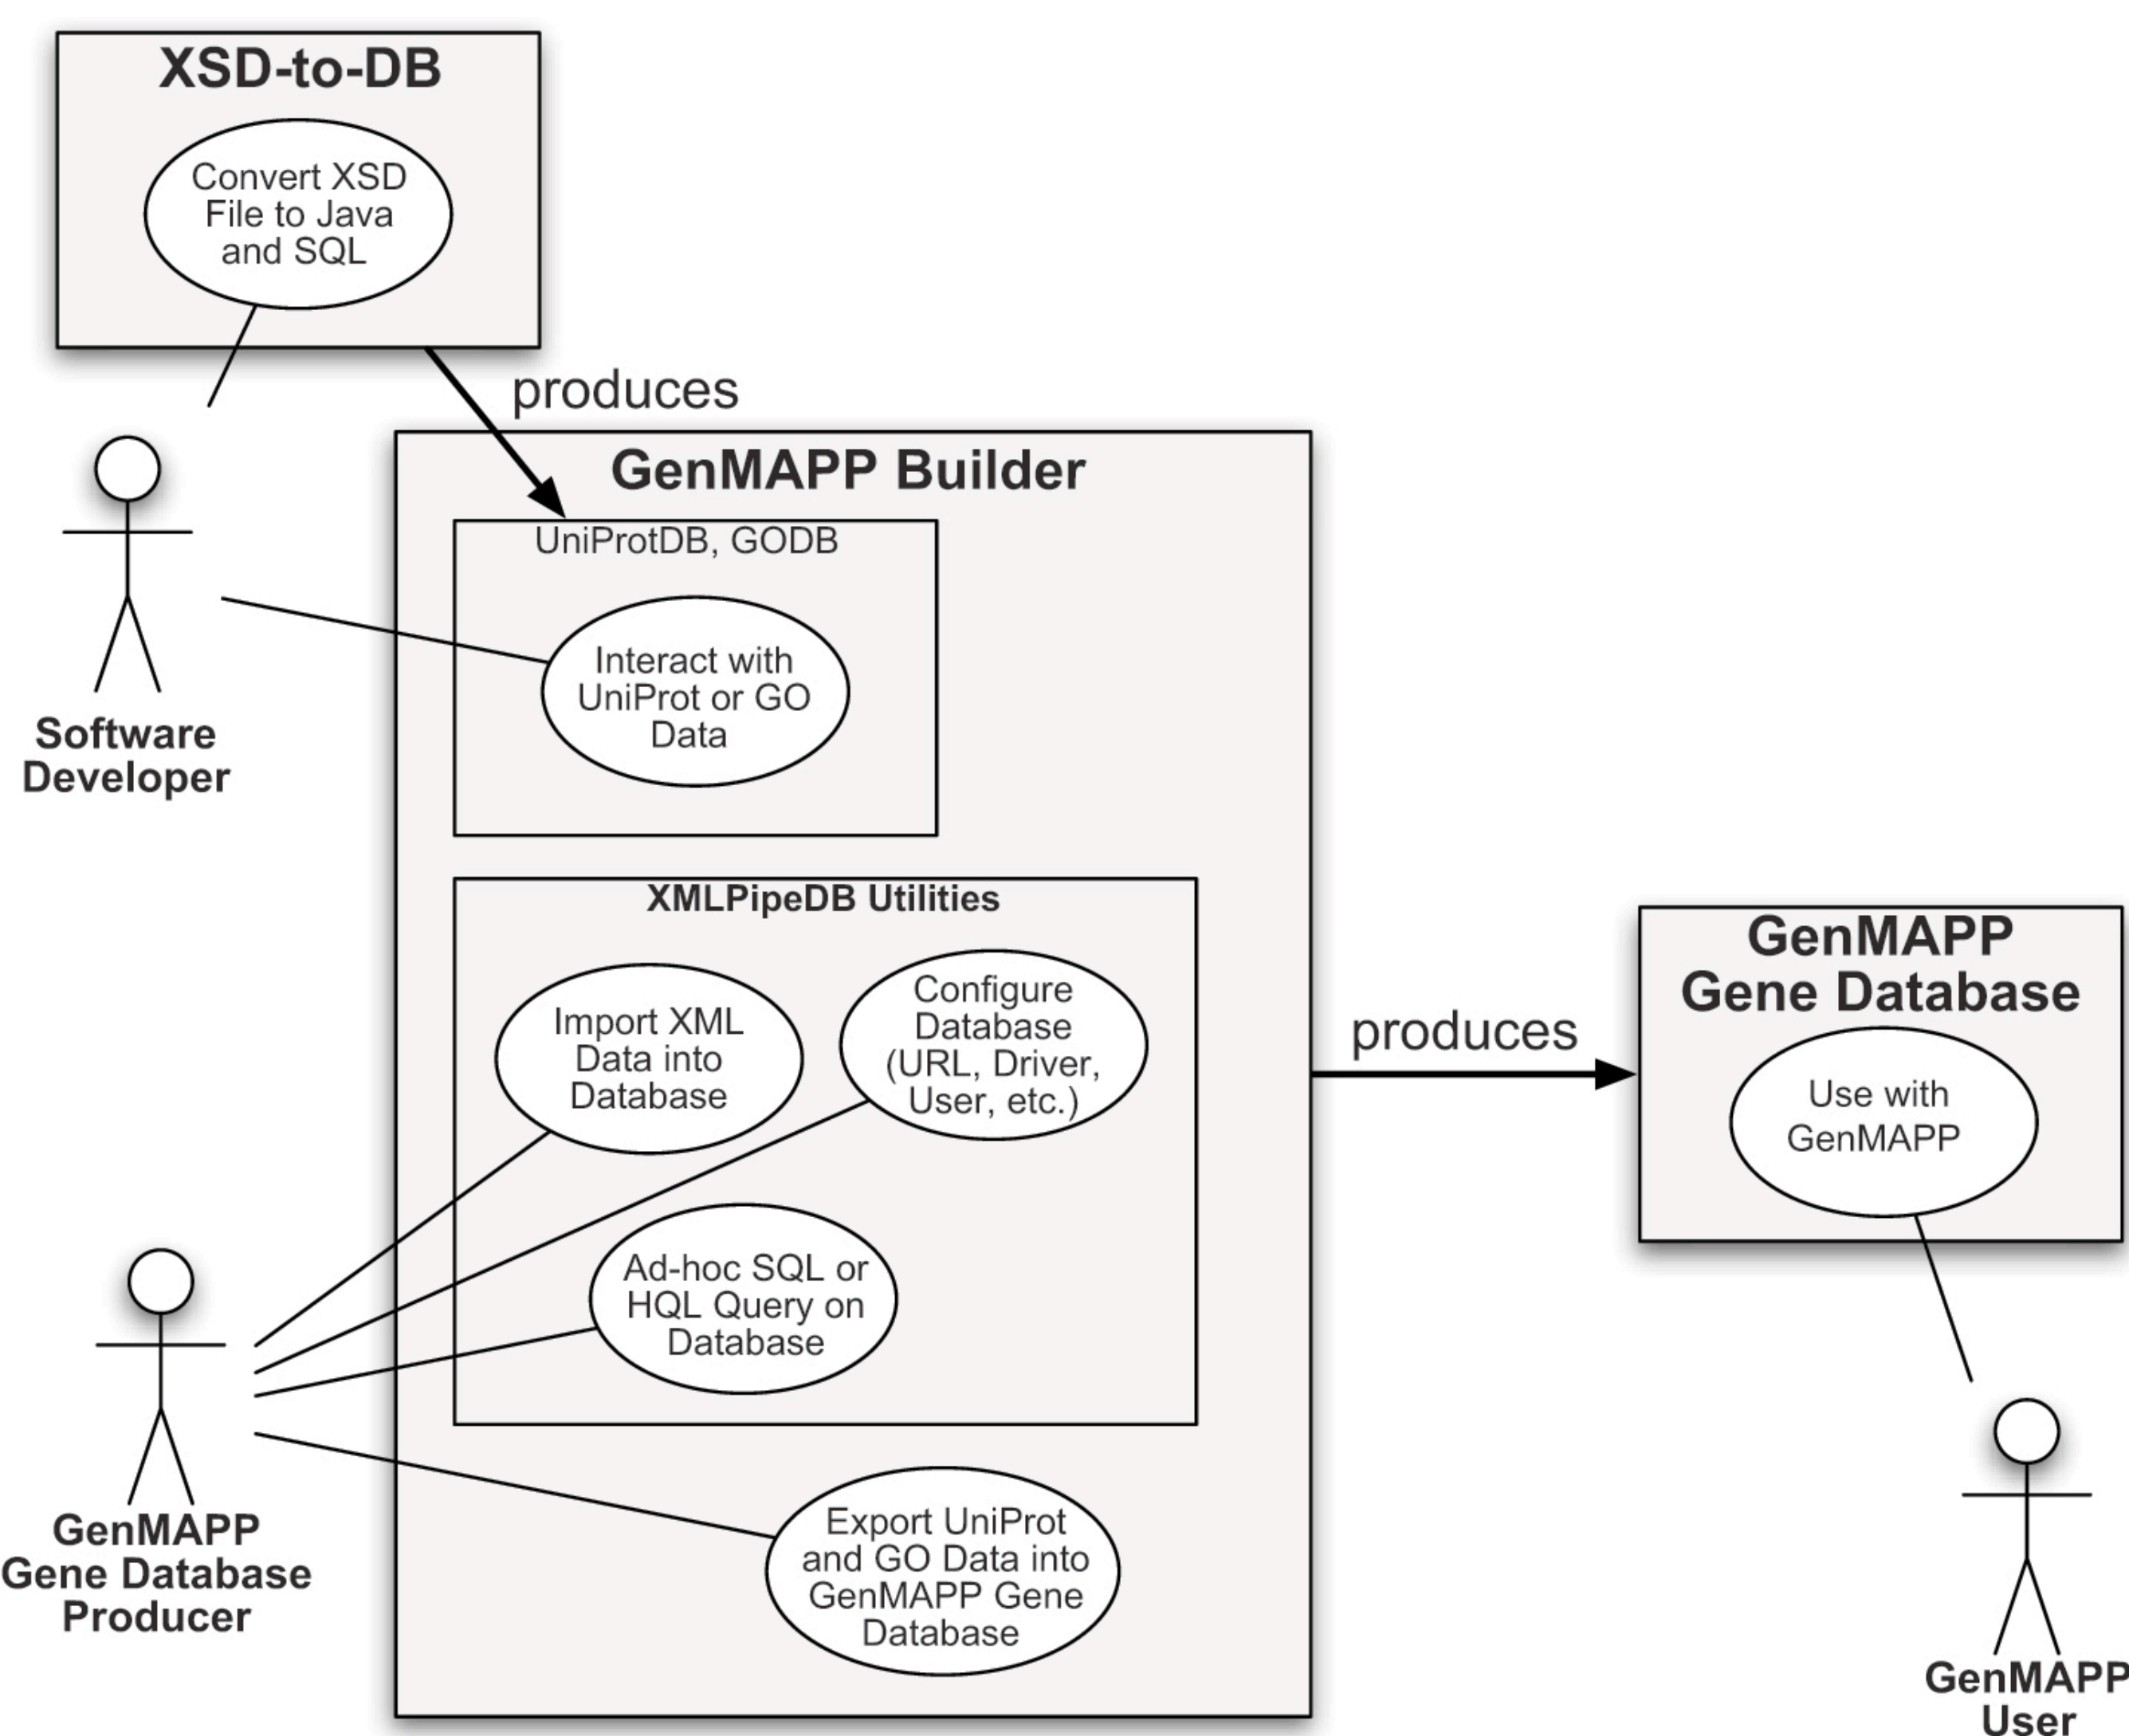 XSD-to-DB
Convert XSD
File to Java
and SQL
produces
GenMAPP Builder
UniProtDB, GODB
Interact with
UniProt or GO
Data
Software
Developer
XMLPipeDB Utilities
Import XML
Data into
Database
Configure
Database
(URL, Driver,
User, etc.)
Ad-hoc SQL or
HQL Query on
Database
GenMAPP
Gene Database
Producer
Export UniProt
and GO Data into
GenMAPP Gene
Database
produces
GenMAPP
Gene Database
Use with
GenMAPP
GenMAPP
User